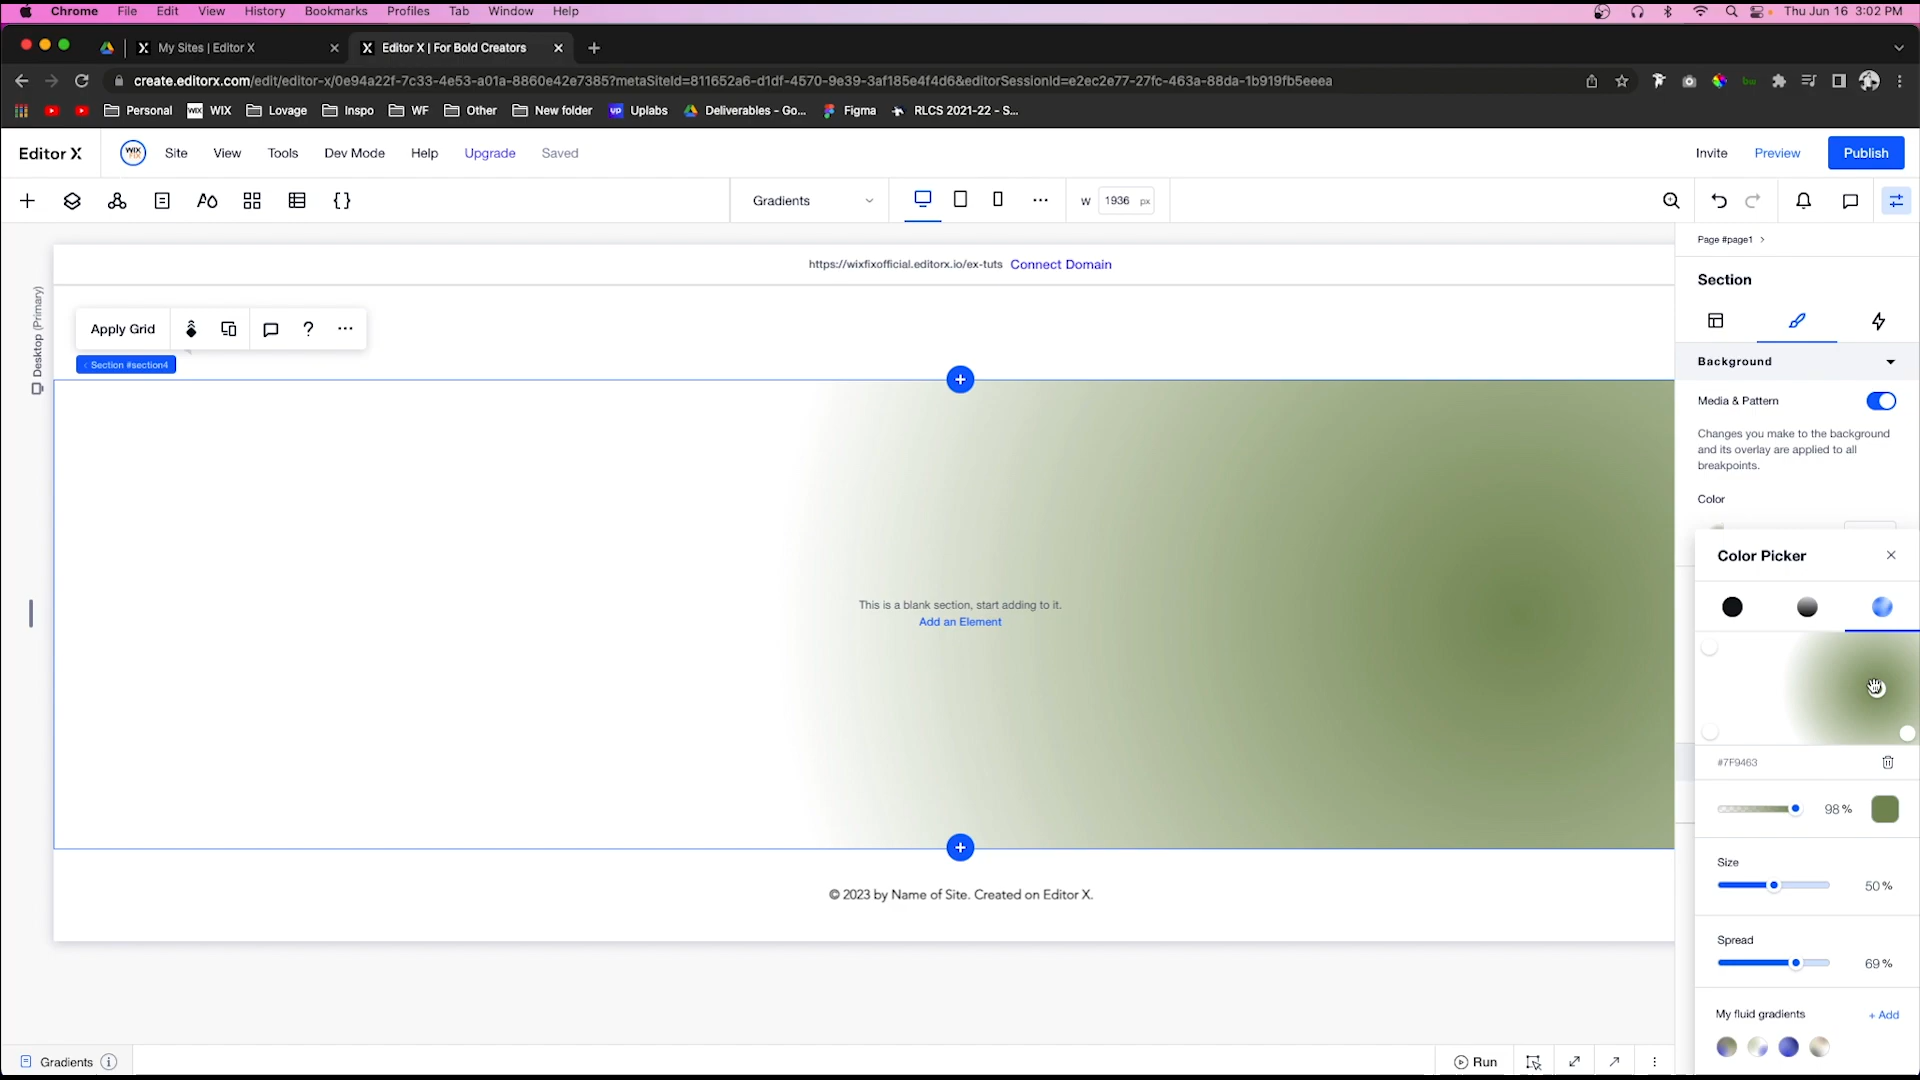 Chrome File Edit View History Bookmarks Profiles Tab Window Help Thu Jun 16 3:02 PM
My Sites | Editor X Editor X | For Bold Creators
create.editorx.com/edit/editor-x/0e94a22f-7c33-4e53-a01a-8860e42e7385?metaSiteId=811652a6-d1df-4570-9e39-3af185e4f4d6&editorSessionId=e2ec2e77-27fc-463a-88da-1b919fb5eeea
Personal WIX Lovage Inspo WF Other New folder Uplabs Deliverables - Go... Figma RLCS 2021-22 - S...
Editor X WIX FIX Site View Tools Dev Mode Help Upgrade Saved Invite Preview Publish
Gradients W 1936 px
Page #page1 >
https://wixfixofficial.editorx.io/ex-tuts Connect Domain
Desktop (Primary)
Section
Apply Grid
< Section #section4
Background
Media & Pattern
Changes you make to the background
and its overlay are applied to all
breakpoints.
Color
Color Picker
This is a blank section, start adding to it.
Add an Element
#7F9463
98 %
Size
50 %
Spread
69 %
My fluid gradients + Add
© 2023 by Name of Site. Created on Editor X.
Gradients Run